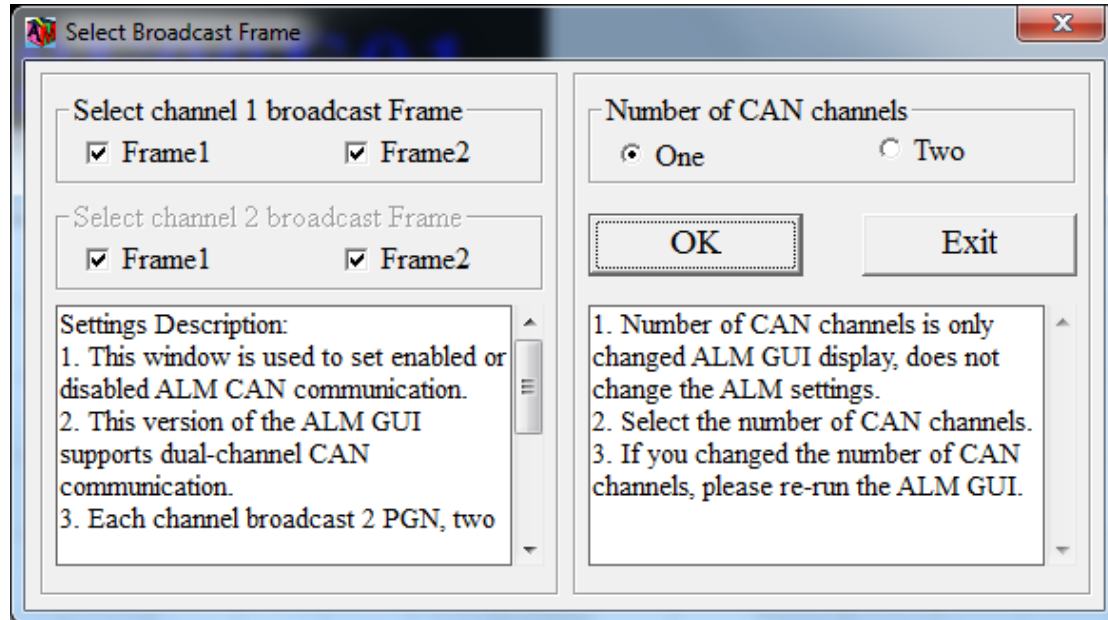 Select Broadcast Frame
Select channel 1 broadcast Frame
Frame1
Frame2
Select channel 2 broadcast Frame
Frame1
Frame2
Settings Description:
1. This window is used to set enabled or
disabled ALM CAN communication.
2. This version of the ALM GUI
supports dual-channel CAN
communication.
3. Each channel broadcast 2 PGN, two
Number of CAN channels
One
Two
OK
Exit
1. Number of CAN channels is only
changed ALM GUI display, does not
change the ALM settings.
2. Select the number of CAN channels.
3. If you changed the number of CAN
channels, please re-run the ALM GUI.